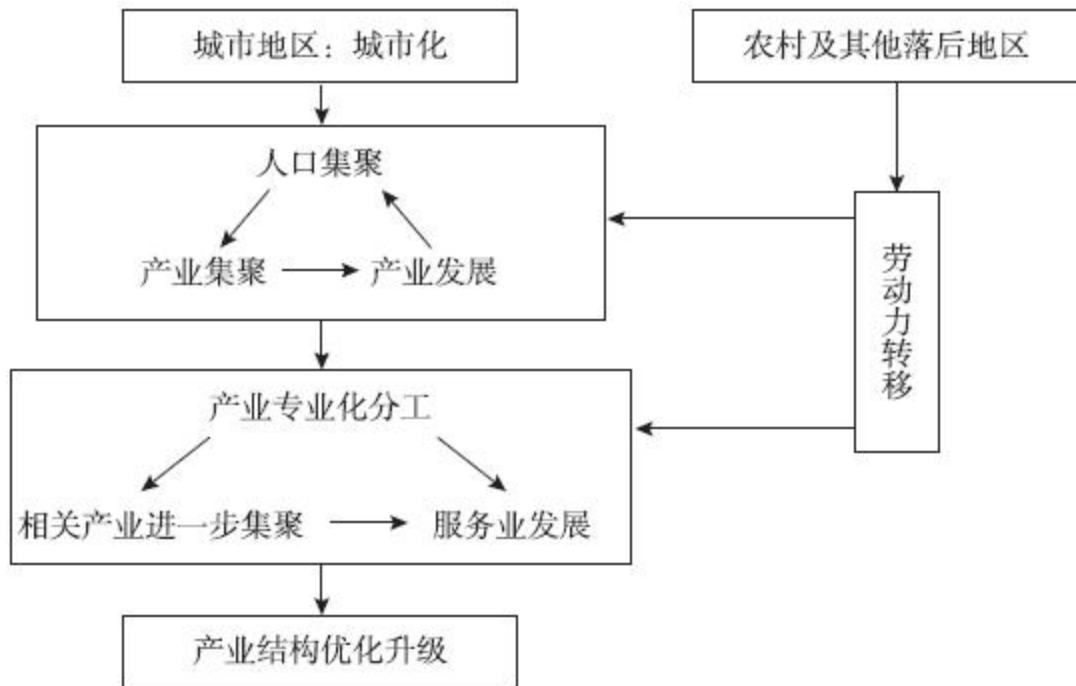 城市地区：城市化
农村及其他落后地区
人口集聚
产业集聚
产业发展
劳动力转移
产业专业化分工
相关产业进一步集聚
服务业发展
产业结构优化升级